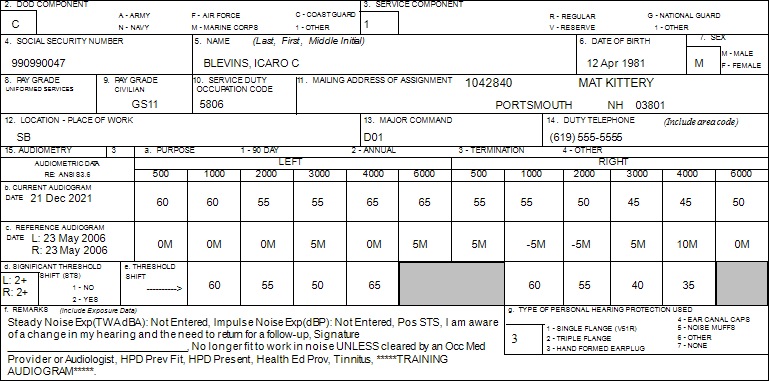 2. DOD COMPONENT
C
A - ARMY F - AIR FORCE C - COAST GUARD
N - NAVY M - MARINE CORPS 1 - OTHER
3. SERVICE COMPONENT
1
R - REGULAR G - NATIONAL GUARD
V - RESERVE 1 - OTHER
4. SOCIAL SECURITY NUMBER
990990047
5. NAME (Last, First, Middle Initial)
BLEVINS, ICARO C
6. DATE OF BIRTH
12 Apr 1981
7. SEX
M
M - MALE
F - FEMALE
8. PAY GRADE
UNIFORMED SERVICES
9. PAY GRADE
CIVILIAN
GS11
10. SERVICE DUTY
OCCUPATION CODE
5806
11. MAILING ADDRESS OF ASSIGNMENT 1042840 MAT KITTERY
PORTSMOUTH NH 03801
12. LOCATION - PLACE OF WORK
SB
13. MAJOR COMMAND
D01
14. DUTY TELEPHONE (Include area code)
(619) 555-5555
15. AUDIOMETRY 3 a. PURPOSE 1 - 90 DAY 2 - ANNUAL 3 - TERMINATION 4 - OTHER
AUDIOMETRIC DATA
RE: ANSI S3.6
LEFT RIGHT
500 1000 2000 3000 4000 6000 500 1000 2000 3000 4000 6000
b. CURRENT AUDIOGRAM
DATE 21 Dec 2021
60 60 55 55 65 65 55 55 50 45 45 50
c. REFERENCE AUDIOGRAM
DATE L: 23 May 2006
R: 23 May 2006
0M 0M 0M 5M 0M 5M 5M -5M -5M 5M 10M 0M
d. SIGNIFICANT THRESHOLD
SHIFT (STS)
L: 2+
R: 2+
1 - NO
2 - YES
e. THRESHOLD
SHIFT
---------->
60 55 50 65 60 55 40 35
f. REMARKS (Include Exposure Data)
Steady Noise Exp(TWA dBA): Not Entered, Impulse Noise Exp(dBP): Not Entered, Pos STS, I am aware
of a change in my hearing and the need to return for a follow-up, Signature
______________________________, No longer fit to work in noise UNLESS cleared by an Occ Med
Provider or Audiologist, HPD Prev Fit, HPD Present, Health Ed Prov, Tinnitus, *****TRAINING
AUDIOGRAM*****.
g. TYPE OF PERSONAL HEARING PROTECTION USED
3
1 - SINGLE FLANGE (V51R)
2 - TRIPLE FLANGE
3 - HAND FORMED EARPLUG
4 - EAR CANAL CAPS
5 - NOISE MUFFS
6 - OTHER
7 - NONE